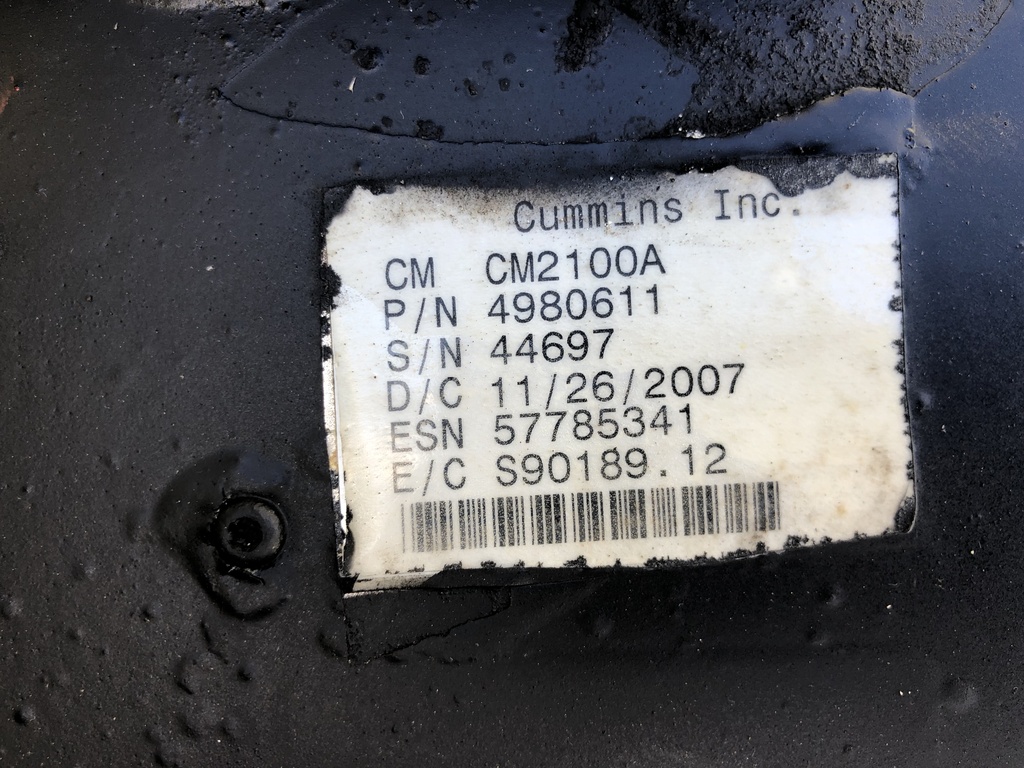 Cummins Inc.
CM CM2100A
P/N 4980611
S/N 44697
D/C 11/26/2007
ESN 57785341
E/C S90189.12